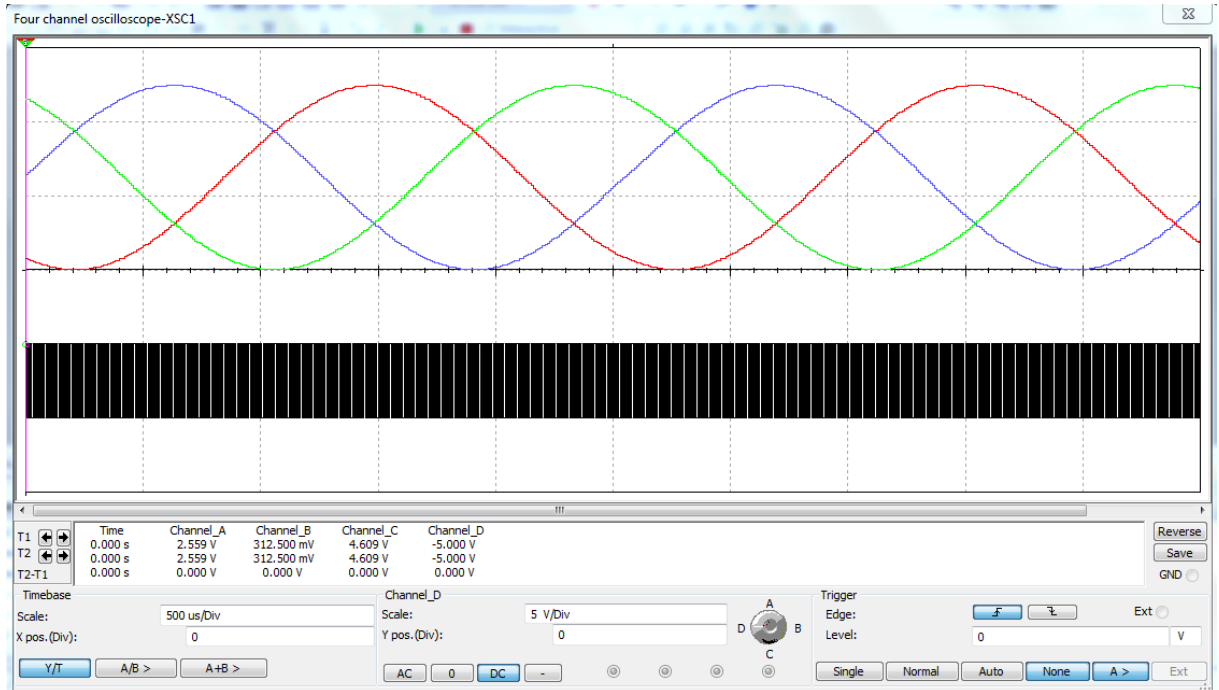 Four channel oscilloscope-XSC1
Time Channel_A Channel_B Channel_C Channel_D
T1 0.000 s 2.559 V 312.500 mV 4.609 V -5.000 V
T2 0.000 s 2.559 V 312.500 mV 4.609 V -5.000 V
T2-T1 0.000 s 0.000 V 0.000 V 0.000 V 0.000 V
Reverse
Save
GND
Timebase
Scale: 500 us/Div
X pos.(Div): 0
Y/T A/B > A+B >
Channel_D
Scale: 5 V/Div
Y pos.(Div): 0
AC 0 DC -
A
D B
C
Trigger
Edge: Ext
Level: 0 V
Single Normal Auto None A > Ext